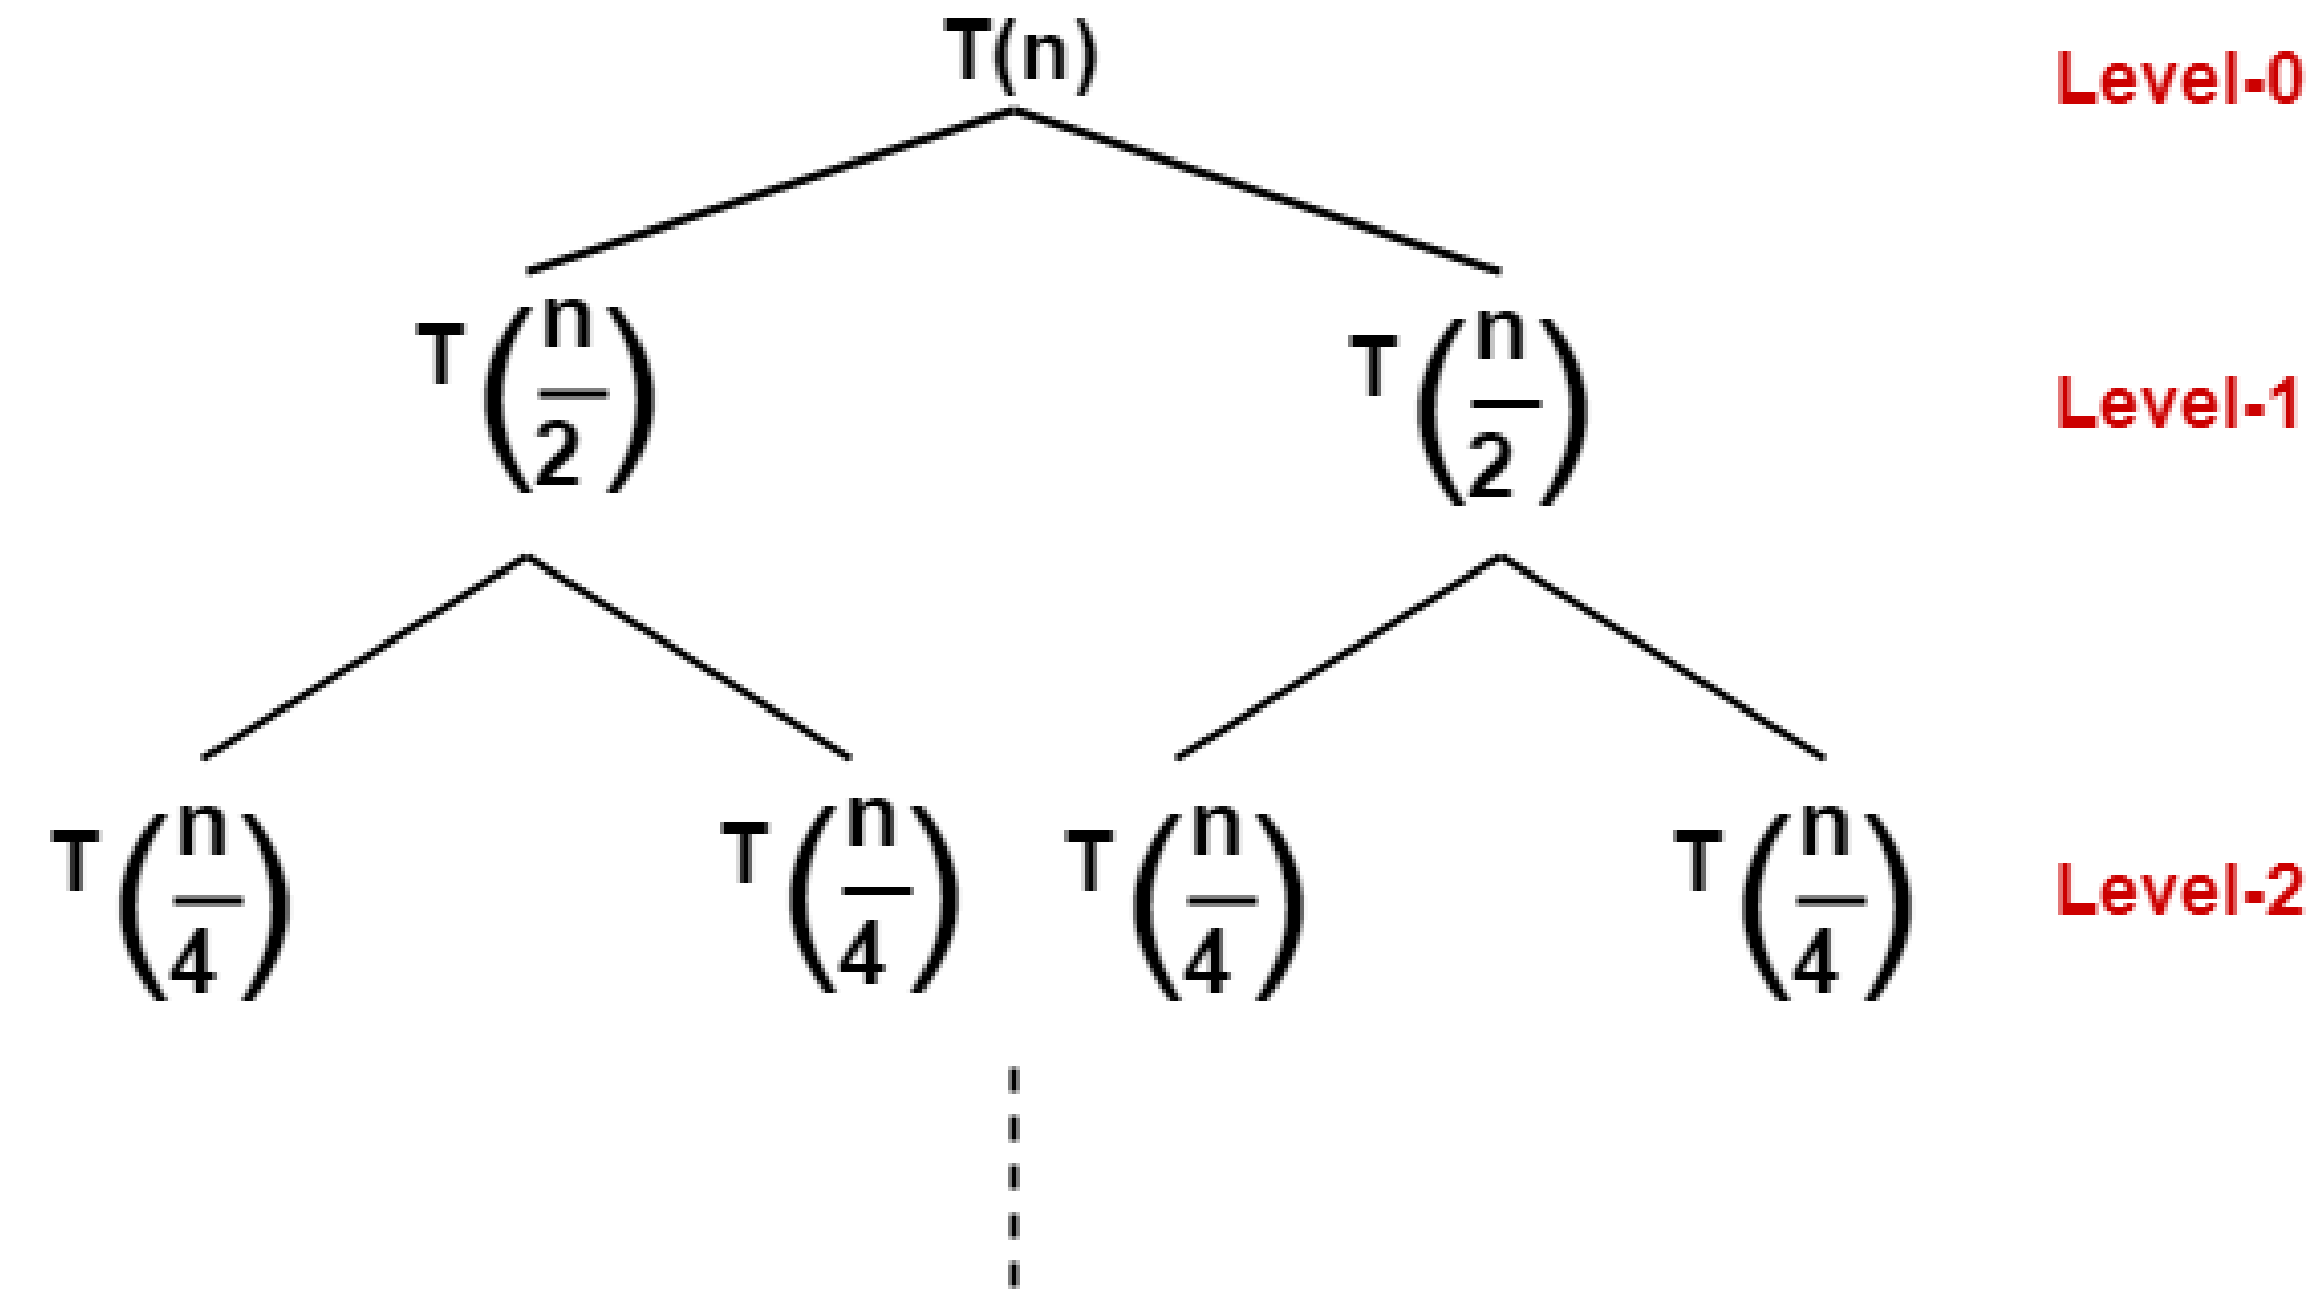 T(n) Level-0
T(n/2) T(n/2) Level-1
T(n/4) T(n/4) T(n/4) T(n/4) Level-2